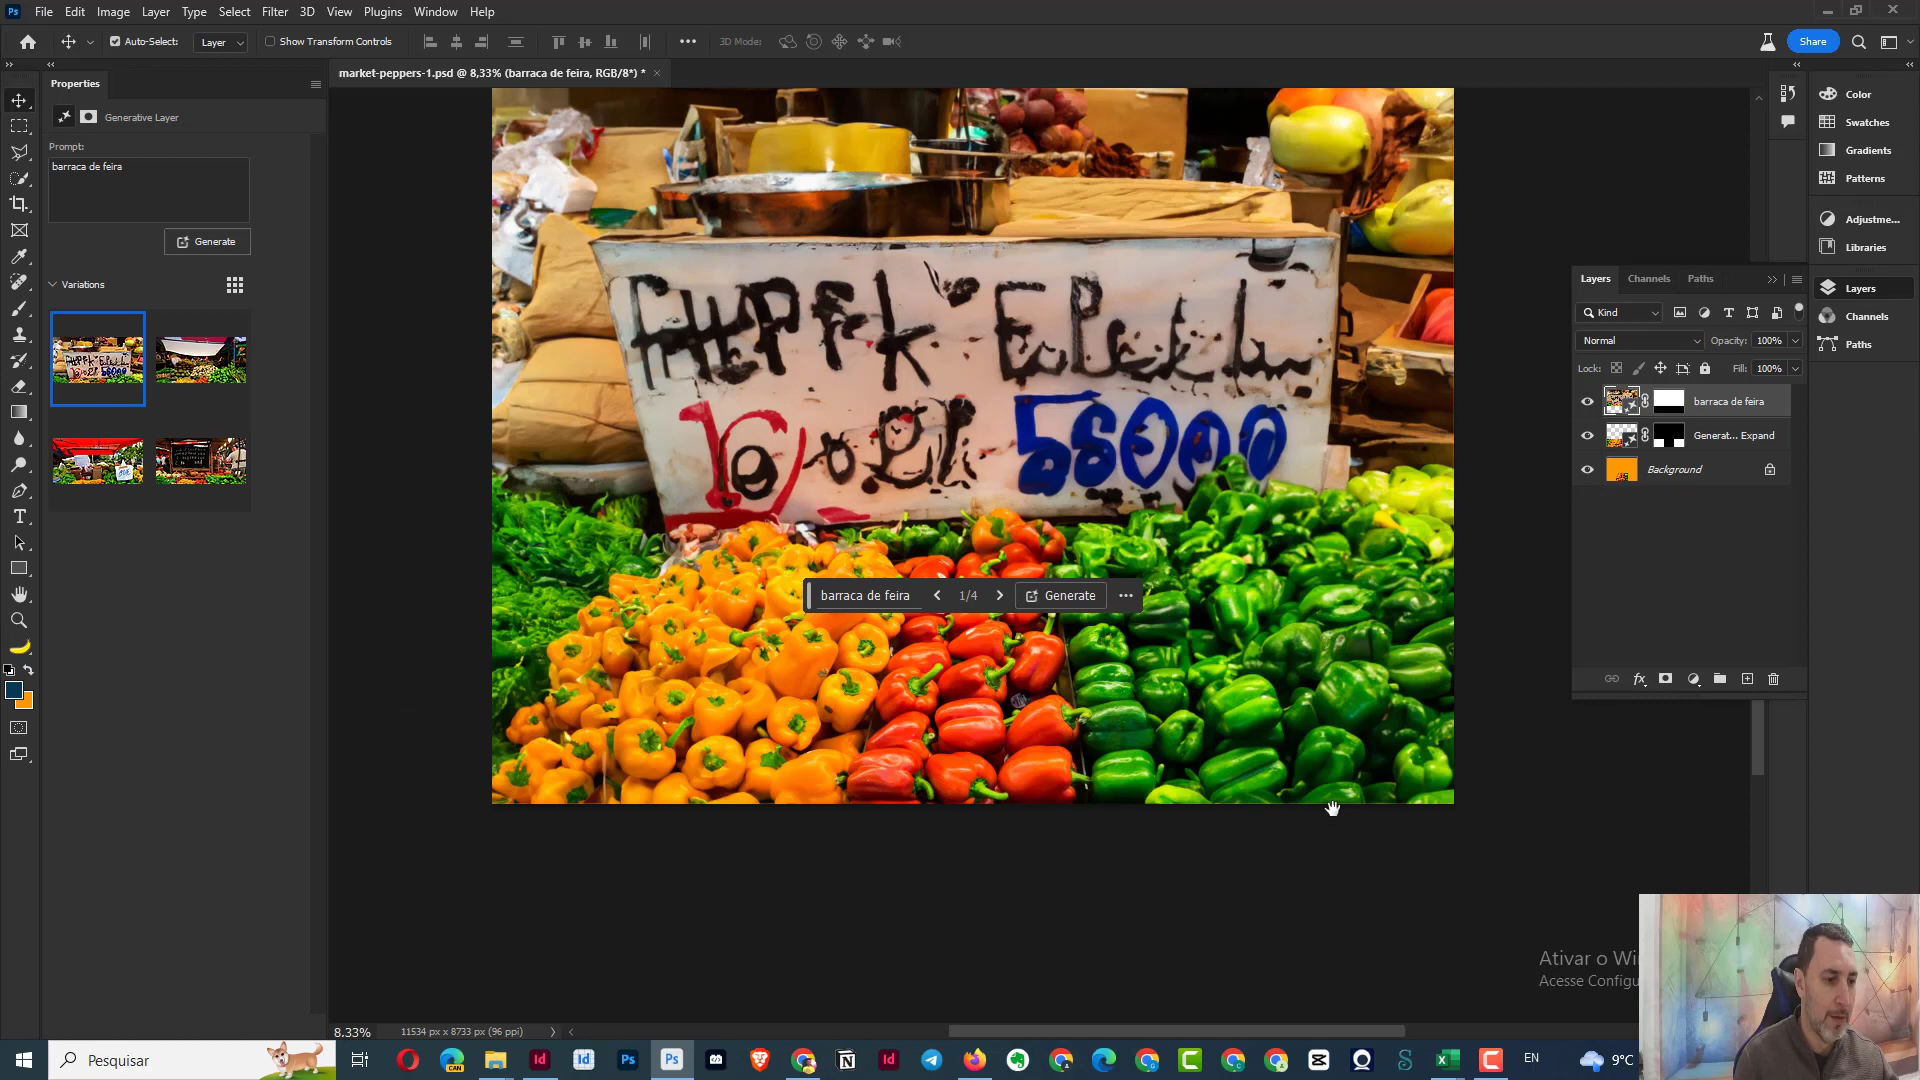 File Edit Image Layer Type Select Filter 3D View Plugins Window Help
Auto-Select: Layer Show Transform Controls 3D Mode: Share
Properties
market-peppers-1.psd @ 8,33% (barraca de feira, RGB/8*) *
Generative Layer
Prompt:
barraca de feira
Generate
Variations
barraca de feira 1/4 Generate
Color
Swatches
Gradients
Patterns
Adjustme...
Libraries
Layers
Channels
Paths
Layers Channels Paths
Kind
Normal Opacity: 100%
Lock: Fill: 100%
barraca de feira
Generat... Expand
Background
Ativar o Wi
Acesse Configu
8.33% 11534 px x 8733 px (96 ppi)
Pesquisar
EN
9°C